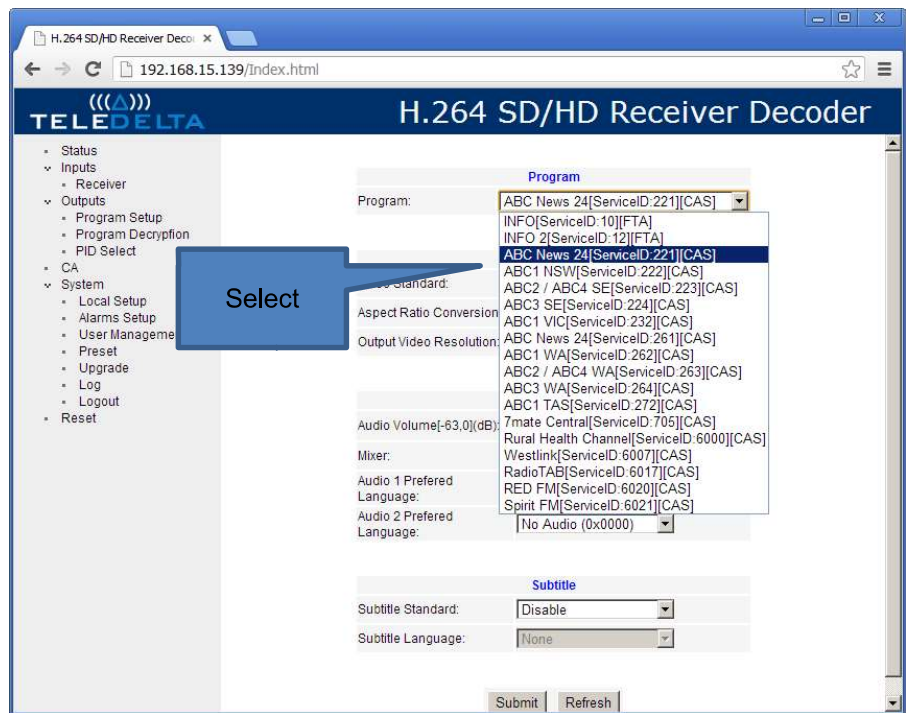 H.264 SD/HD Receiver Deco
192.168.15.139/Index.html
TELEDELTA
H.264 SD/HD Receiver Decoder
Status
Inputs
Receiver
Outputs
Program Setup
Program Decryption
PID Select
CA
System
Local Setup
Alarms Setup
User Manageme
Preset
Upgrade
Log
Logout
Reset
Select
Program
Program:
ABC News 24[ServiceID:221][CAS]
INFO[ServiceID:10][FTA]
INFO 2[ServiceID:12][FTA]
ABC News 24[ServiceID:221][CAS]
ABC1 NSW[ServiceID:222][CAS]
ABC2 / ABC4 SE[ServiceID:223][CAS]
ABC3 SE[ServiceID:224][CAS]
ABC1 VIC[ServiceID:232][CAS]
ABC News 24[ServiceID:261][CAS]
ABC1 WA[ServiceID:262][CAS]
ABC2 / ABC4 WA[ServiceID:263][CAS]
ABC3 WA[ServiceID:264][CAS]
ABC1 TAS[ServiceID:272][CAS]
7mate Central[ServiceID:705][CAS]
Rural Health Channel[ServiceID:6000][CAS]
Westlink[ServiceID:6007][CAS]
RadioTAB[ServiceID:6017][CAS]
RED FM[ServiceID:6020][CAS]
Spirit FM[ServiceID:6021][CAS]
Standard:
Aspect Ratio Conversion
Output Video Resolution:
Audio Volume[-63,0](dB):
Mixer:
Audio 1 Prefered
Language:
Audio 2 Prefered
Language:
No Audio (0x0000)
Subtitle
Subtitle Standard:
Disable
Subtitle Language:
None
Submit
Refresh